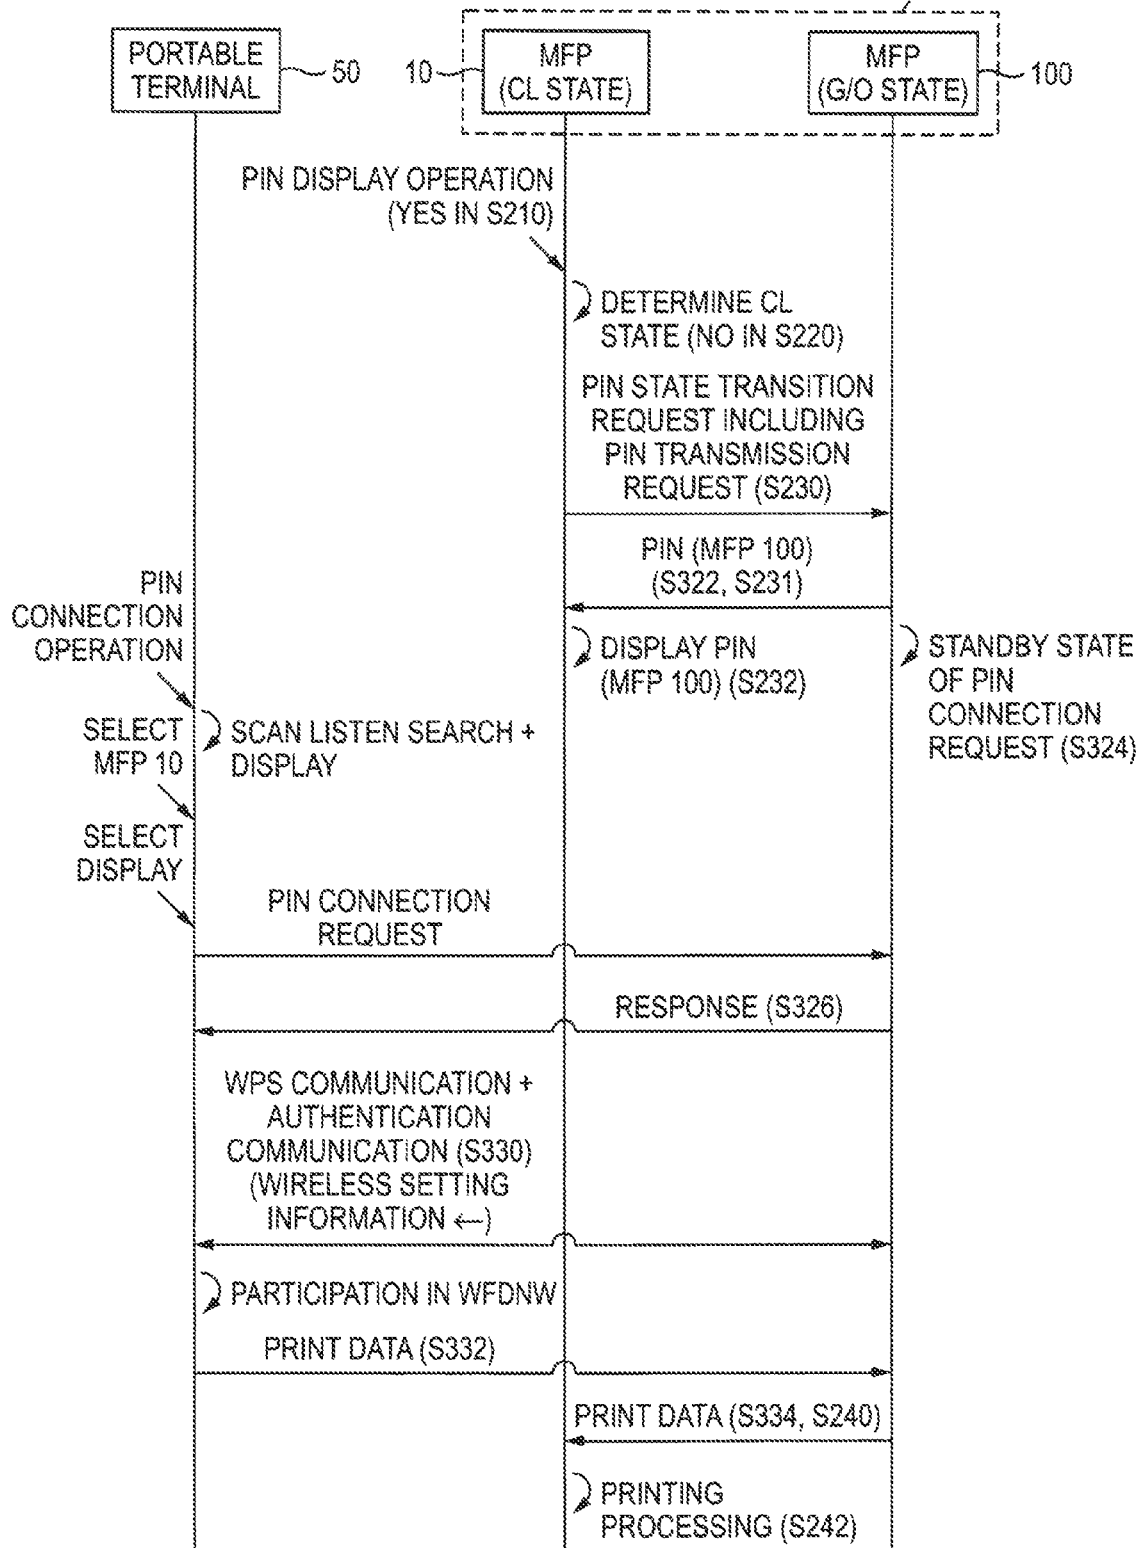 PORTABLE
TERMINAL
50
10
MFP
(CL STATE)
MFP
(G/O STATE)
100
PIN DISPLAY OPERATION
(YES IN S210)
DETERMINE CL
STATE (NO IN S220)
PIN STATE TRANSITION
REQUEST INCLUDING
PIN TRANSMISSION
REQUEST (S230)
PIN (MFP 100)
(S322, S231)
PIN
CONNECTION
OPERATION
DISPLAY PIN
(MFP 100) (S232)
STANDBY STATE
OF PIN
CONNECTION
REQUEST (S324)
SELECT
MFP 10
SCAN LISTEN SEARCH +
DISPLAY
SELECT
DISPLAY
PIN CONNECTION
REQUEST
RESPONSE (S326)
WPS COMMUNICATION +
AUTHENTICATION
COMMUNICATION (S330)
(WIRELESS SETTING
INFORMATION ←)
PARTICIPATION IN WFDNW
PRINT DATA (S332)
PRINT DATA (S334, S240)
PRINTING
PROCESSING (S242)